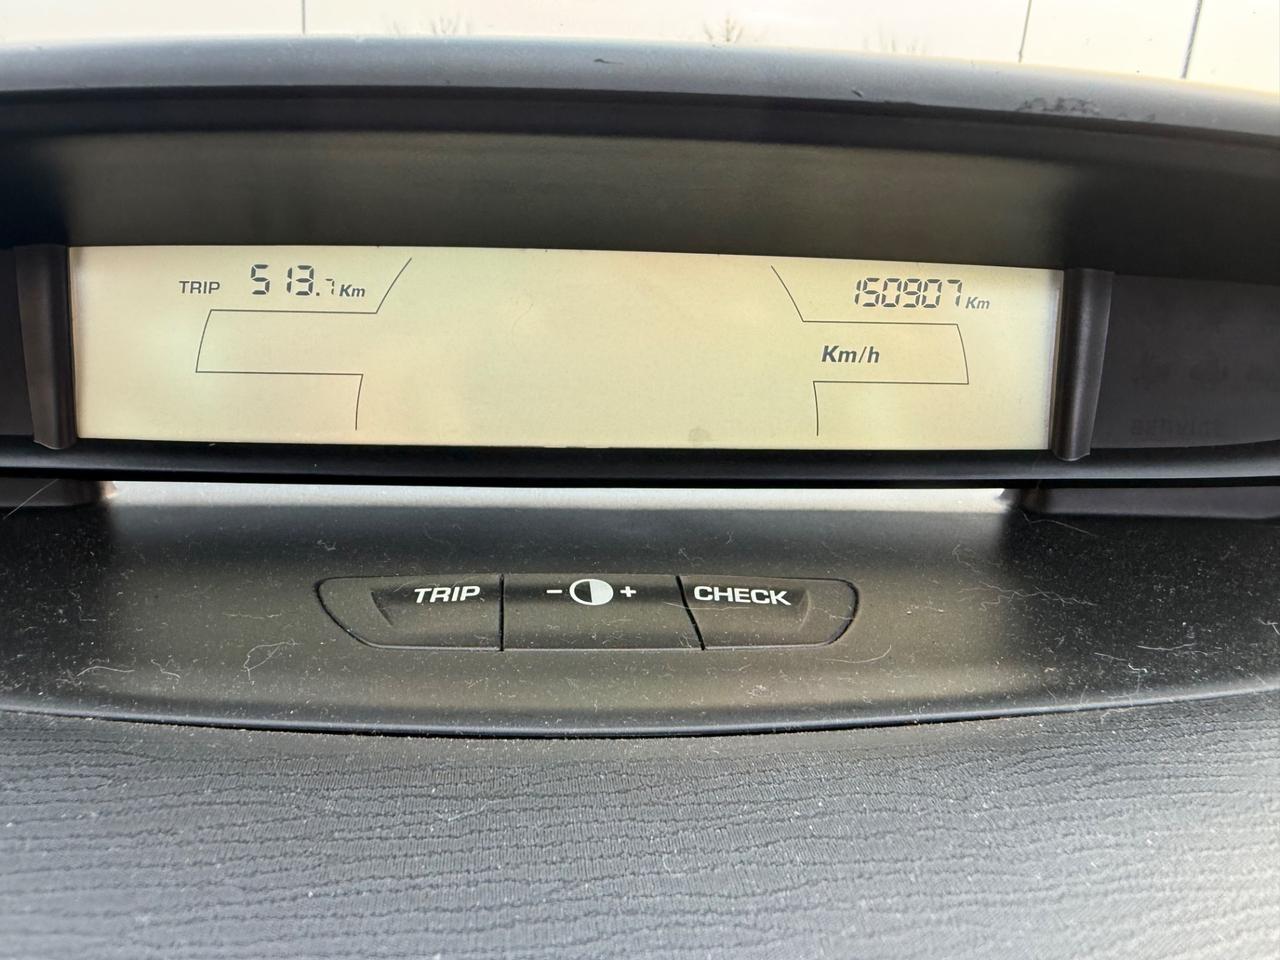 TRIP 513.7 Km
150907 Km
Km/h
TRIP - + CHECK